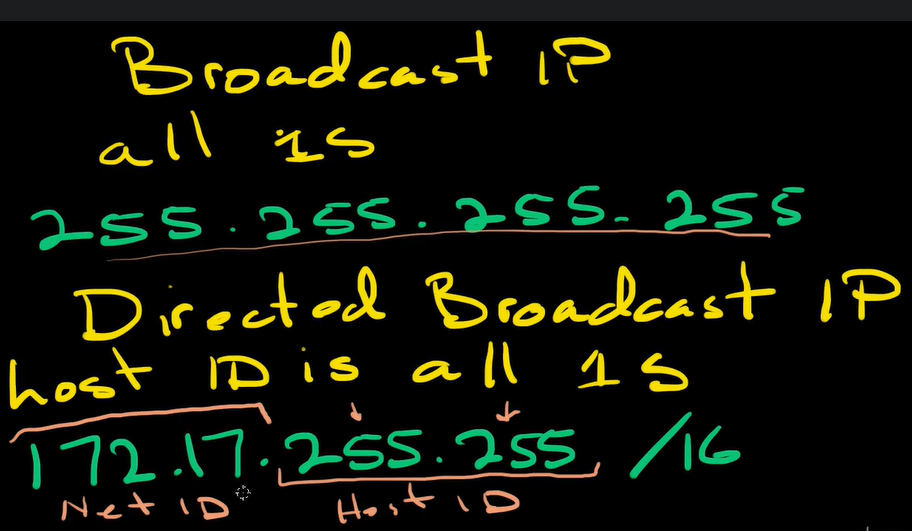 Broadcast IP
all 1s
255.255.255.255
Directed Broadcast IP
host ID is all 1s
172.17.255.255 /16
Net ID Host ID